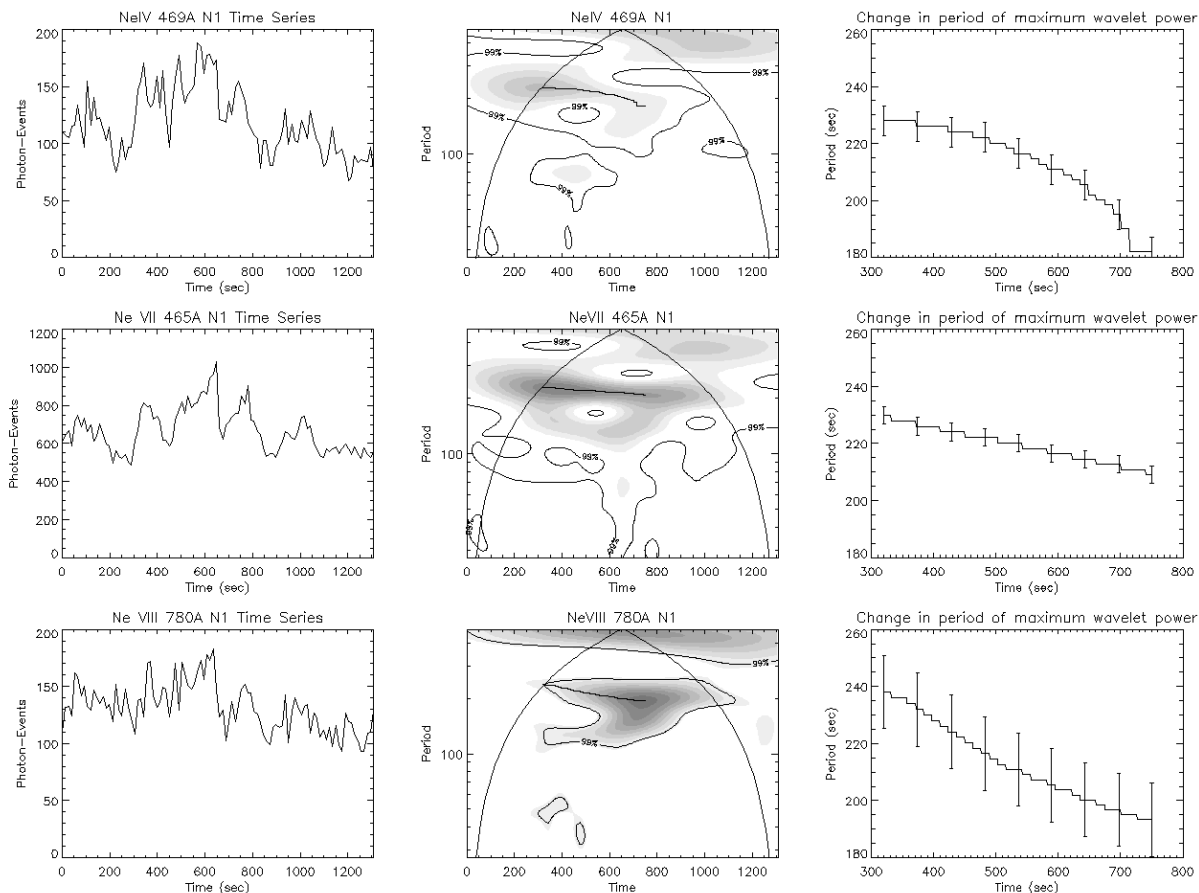 NeIV 469A N1 Time Series
NeIV 469A N1
Change in period of maximum wavelet power
Photon-Events
200
150
100
50
0
0 200 400 600 800 1000 1200
Time (sec)
Period
100
99%
99%
99%
99%
99%
99%
0 200 400 600 800 1000 1200
Time
Period (sec)
260
240
220
200
180
300 400 500 600 700 800
Time (sec)
Ne VII 465A N1 Time Series
NeVII 465A N1
Change in period of maximum wavelet power
Photon-Events
1200
1000
800
600
400
200
0
0 200 400 600 800 1000 1200
Time (sec)
Period
100
99%
99%
99%
99%
99%
99%
0 200 400 600 800 1000 1200
Time
Period (sec)
260
240
220
200
180
300 400 500 600 700 800
Time (sec)
Ne VIII 780A N1 Time Series
NeVIII 780A N1
Change in period of maximum wavelet power
Photon-Events
200
150
100
50
0
0 200 400 600 800 1000 1200
Time (sec)
Period
100
99%
99%
0 200 400 600 800 1000 1200
Time
Period (sec)
260
240
220
200
180
300 400 500 600 700 800
Time (sec)